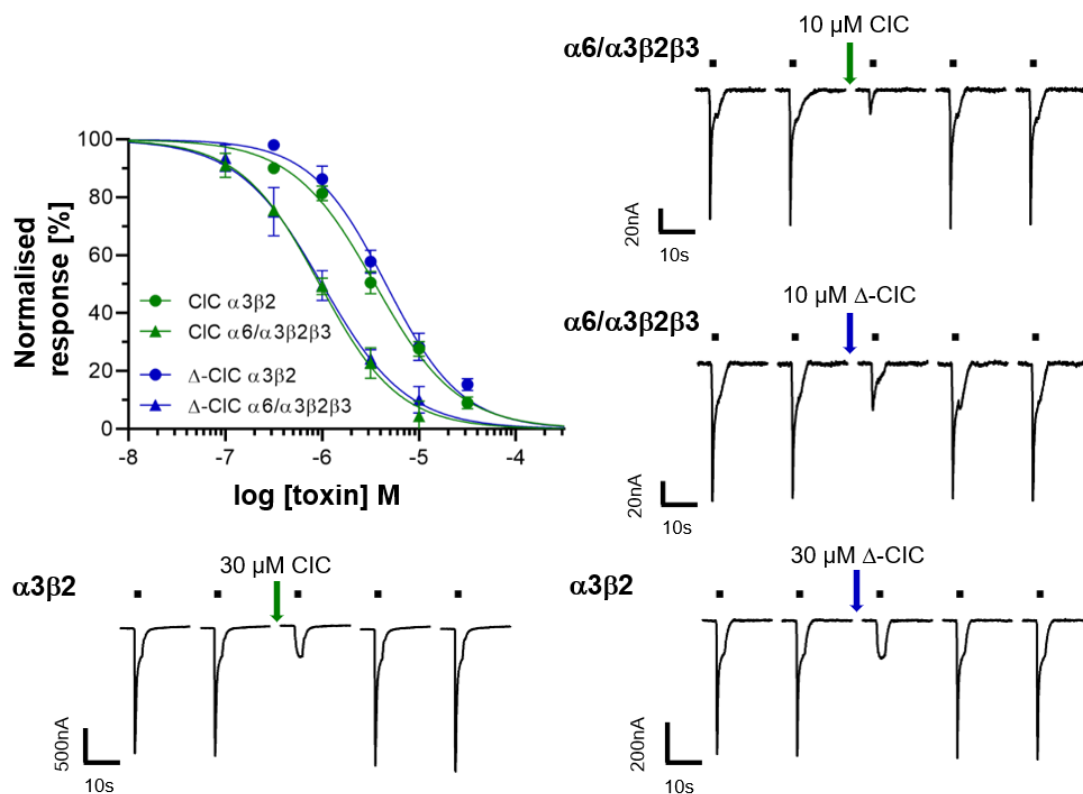 α6/α3β2β3
10 µM ClC
20nA
10s
100
80
60
40
20
0
Normalised
response [%]
ClC α3β2
ClC α6/α3β2β3
Δ-ClC α3β2
Δ-ClC α6/α3β2β3
-8
-7
-6
-5
-4
log [toxin] M
α6/α3β2β3
10 µM Δ-ClC
20nA
10s
α3β2
30 µM ClC
500nA
10s
α3β2
30 µM Δ-ClC
200nA
10s